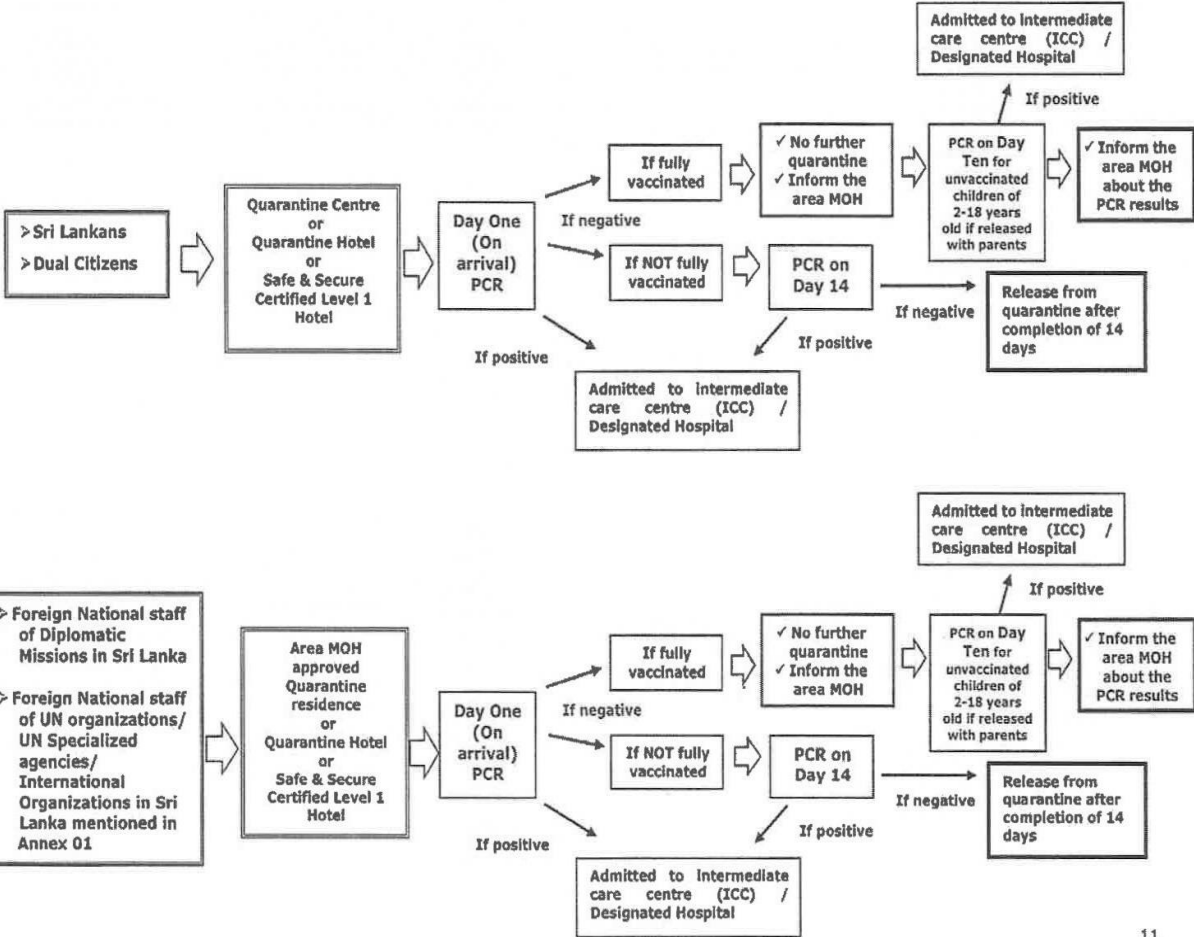 Admitted to intermediate
care centre (ICC) /
Designated Hospital
If positive
➢Sri Lankans
➢Dual Citizens
Quarantine Centre
or
Quarantine Hotel
or
Safe & Secure
Certified Level 1
Hotel
Day One
(On
arrival)
PCR
If negative
If fully
vaccinated
✓ No further
quarantine
✓ Inform the
area MOH
PCR on Day
Ten for
unvaccinated
children of
2-18 years
old if released
with parents
✓ Inform the
area MOH
about the
PCR results
If NOT fully
vaccinated
PCR on
Day 14
If negative
Release from
quarantine after
completion of 14
days
If positive
If positive
Admitted to intermediate
care centre (ICC) /
Designated Hospital
Admitted to intermediate
care centre (ICC) /
Designated Hospital
If positive
➢ Foreign National staff
of Diplomatic
Missions in Sri Lanka
➢ Foreign National staff
of UN organizations/
UN Specialized
agencies/
International
Organizations in Sri
Lanka mentioned in
Annex 01
Area MOH
approved
Quarantine
residence
or
Quarantine Hotel
or
Safe & Secure
Certified Level 1
Hotel
Day One
(On
arrival)
PCR
If negative
If fully
vaccinated
✓ No further
quarantine
✓ Inform the
area MOH
PCR on Day
Ten for
unvaccinated
children of
2-18 years
old if released
with parents
✓ Inform the
area MOH
about the
PCR results
If NOT fully
vaccinated
PCR on
Day 14
If negative
Release from
quarantine after
completion of 14
days
If positive
If positive
Admitted to intermediate
care centre (ICC) /
Designated Hospital
11